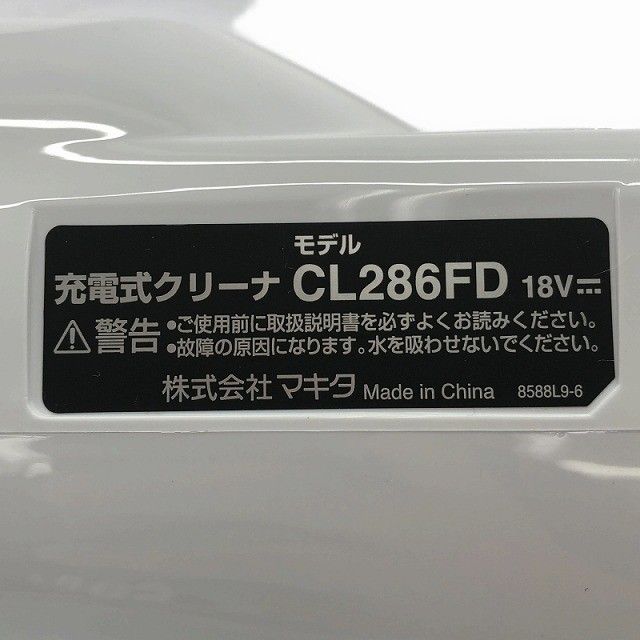 モデル
充電式クリーナ CL286FD 18V⎓
⚠警告 •ご使用前に取扱説明書を必ずよくお読みください。
•故障の原因になります。水を吸わせないでください。
株式会社マキタ Made in China 8588L9-6